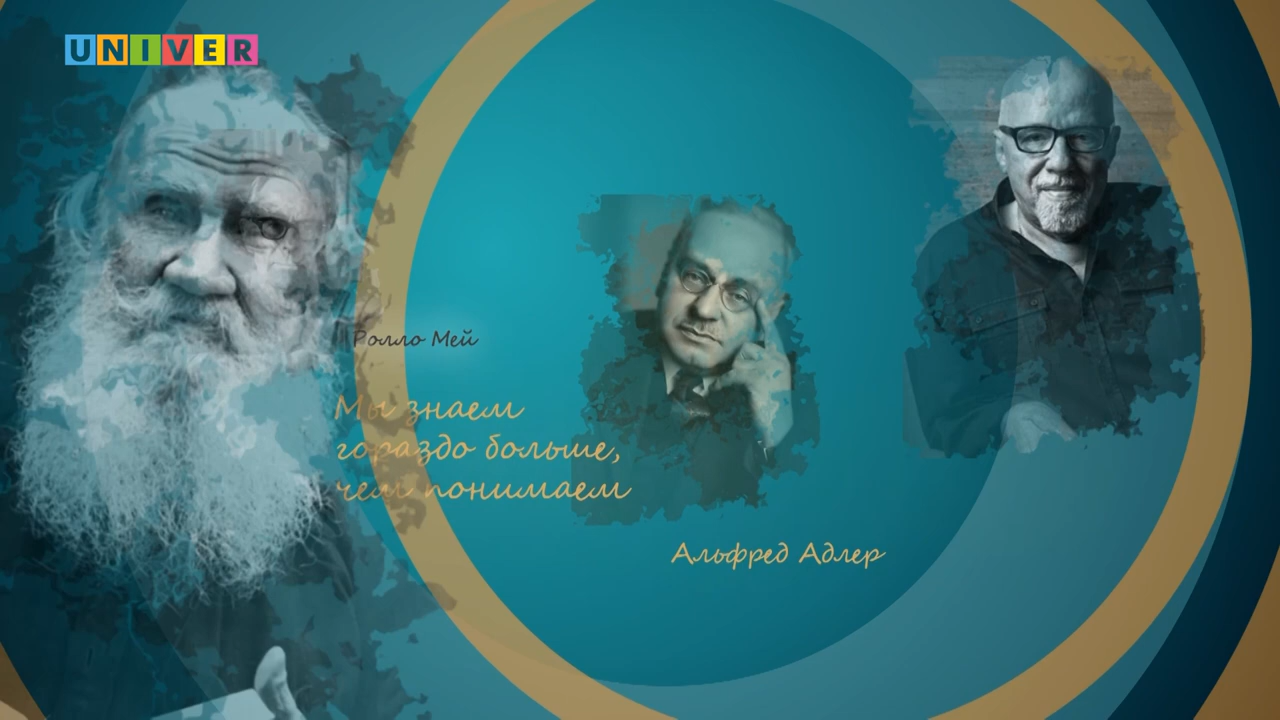 UNIVER
Ролло Мей
Мы знаем
гораздо больше,
чем понимаем
Альфред Адлер